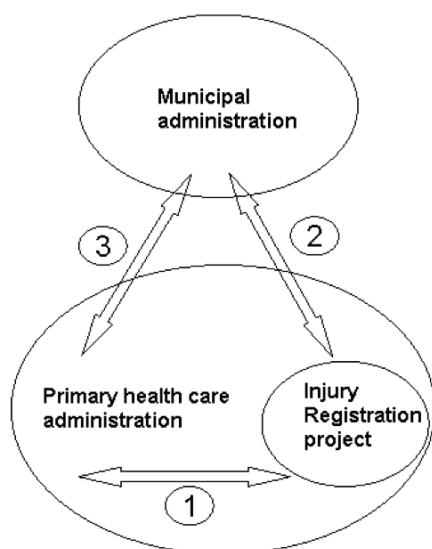 Municipal
administration
3
2
Primary health care
administration
Injury
Registration
project
1